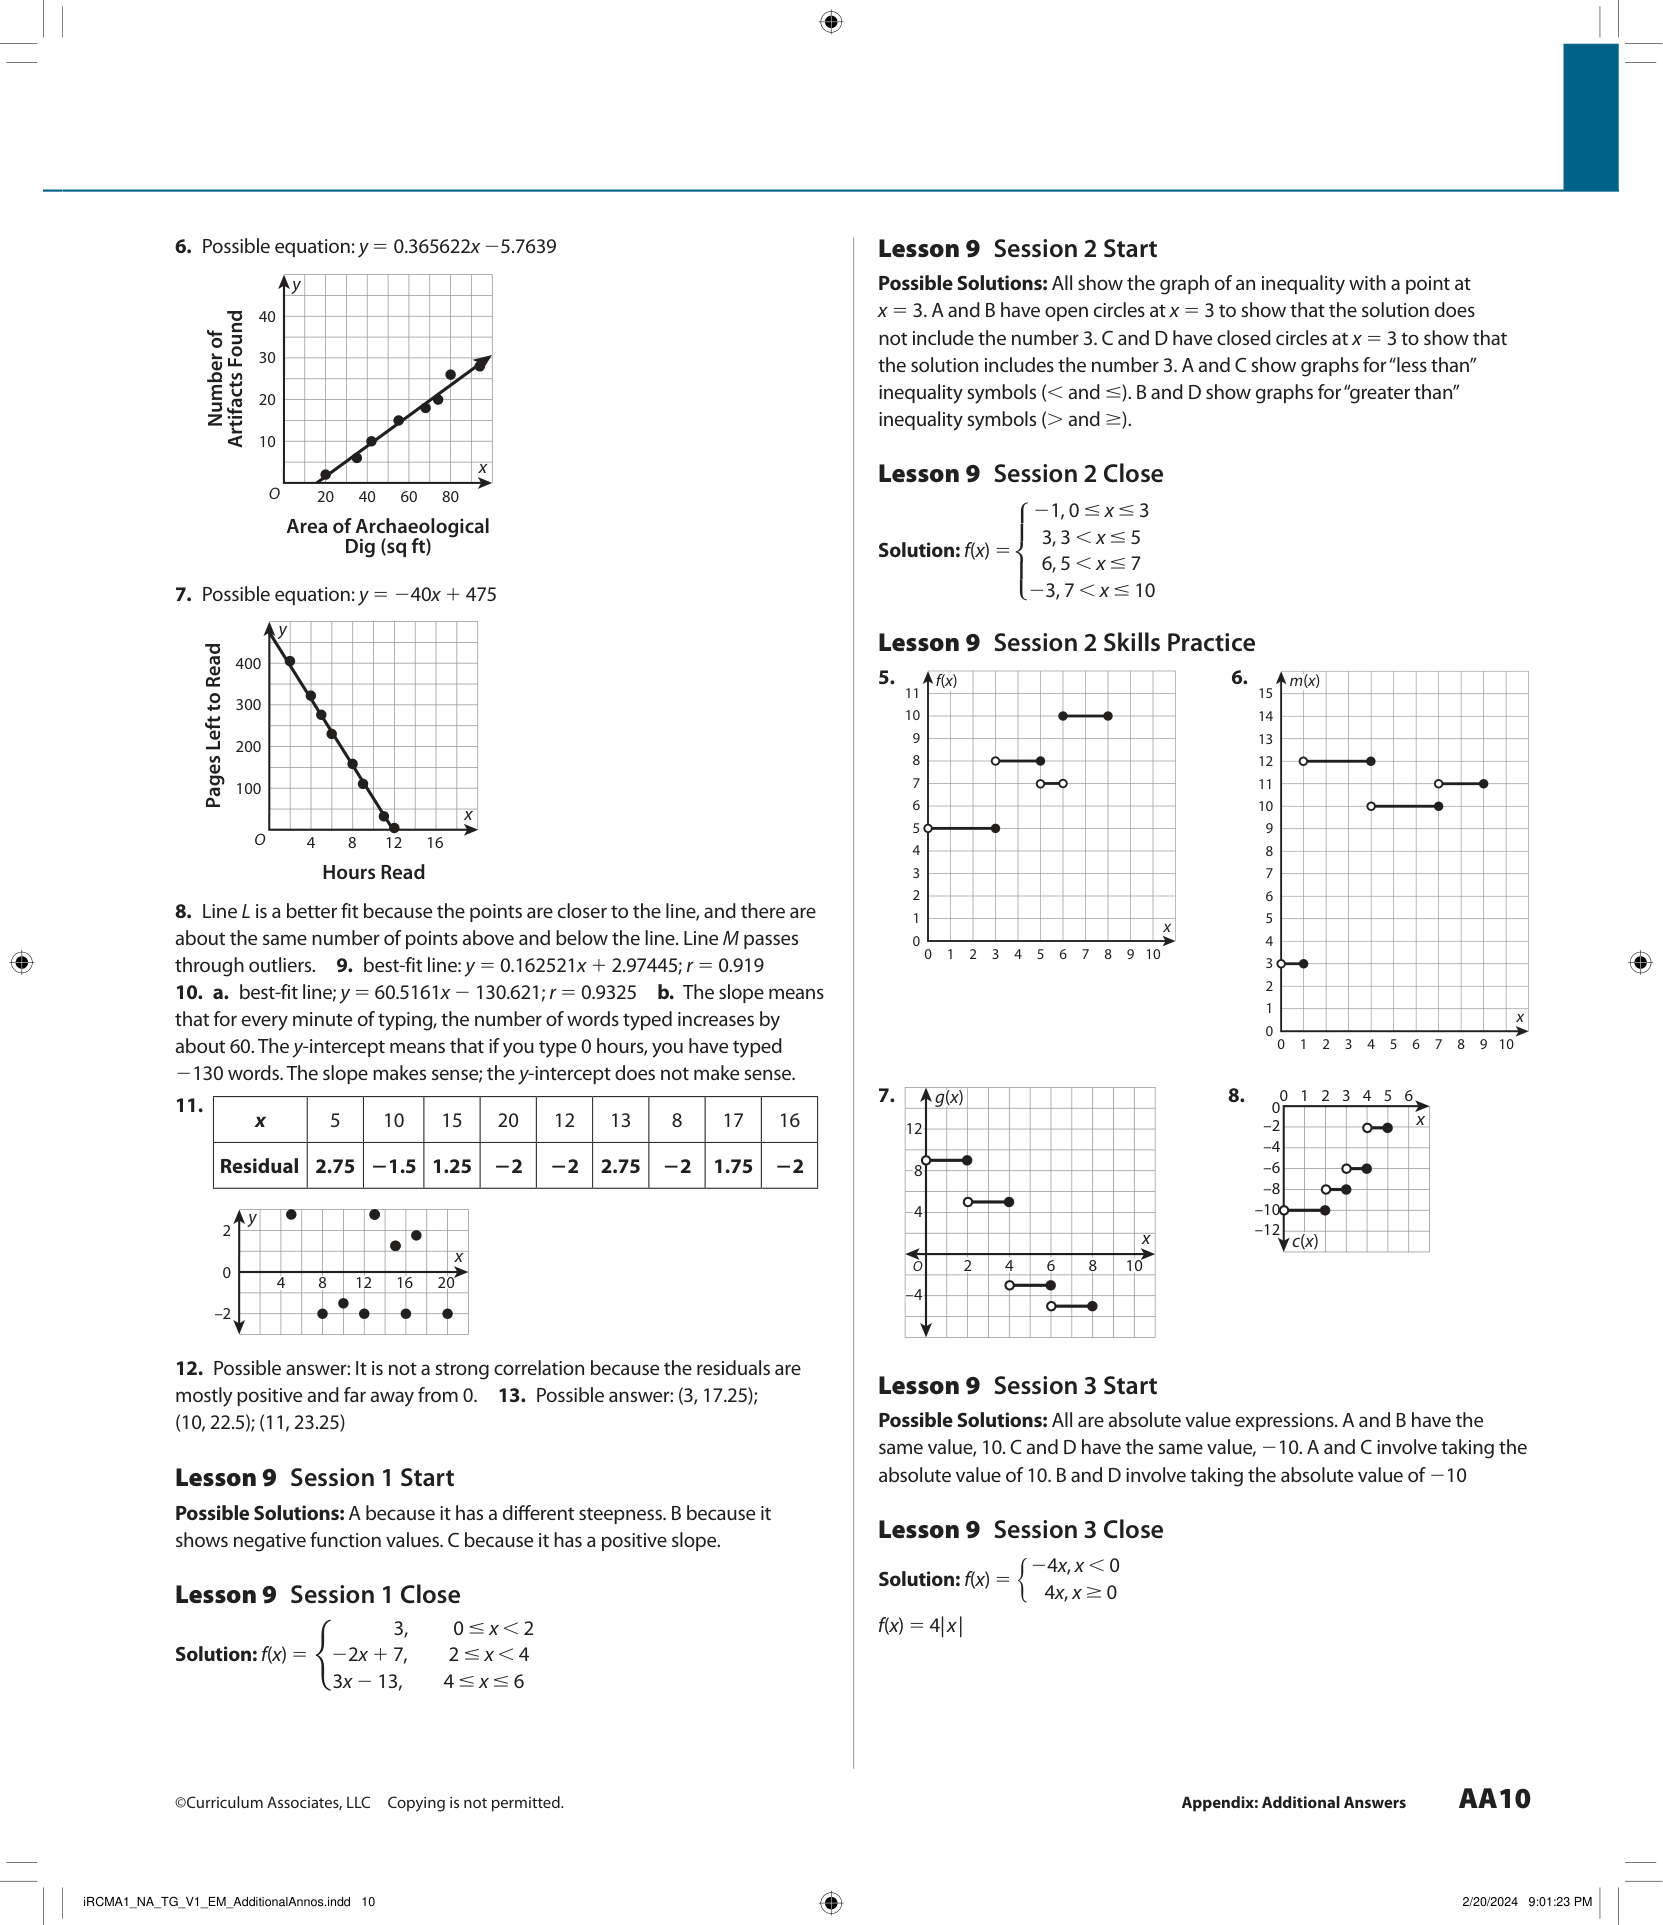 6. Possible equation: y = 0.365622x −5.7639
y
40
30
20
10
x
O
20 40 60 80
Number of
Artifacts Found
Area of Archaeological
Dig (sq ft)
7. Possible equation: y = −40x + 475
y
400
300
200
100
x
O
4 8 12 16
Pages Left to Read
Hours Read
8. Line L is a better fit because the points are closer to the line, and there are
about the same number of points above and below the line. Line M passes
through outliers. 9. best-fit line: y = 0.162521x + 2.97445; r = 0.919
10. a. best-fit line; y = 60.5161x − 130.621; r = 0.9325 b. The slope means
that for every minute of typing, the number of words typed increases by
about 60. The y-intercept means that if you type 0 hours, you have typed
−130 words. The slope makes sense; the y-intercept does not make sense.
11.
x 5 10 15 20 12 13 8 17 16
Residual 2.75 −1.5 1.25 −2 −2 2.75 −2 1.75 −2
y
2
x
0
4 8 12 16 20
−2
12. Possible answer: It is not a strong correlation because the residuals are
mostly positive and far away from 0. 13. Possible answer: (3, 17.25);
(10, 22.5); (11, 23.25)
Lesson 9 Session 1 Start
Possible Solutions: A because it has a different steepness. B because it
shows negative function values. C because it has a positive slope.
Lesson 9 Session 1 Close
3, 0 ≤ x < 2
Solution: f(x) = { −2x + 7, 2 ≤ x < 4
3x − 13, 4 ≤ x ≤ 6
Lesson 9 Session 2 Start
Possible Solutions: All show the graph of an inequality with a point at
x = 3. A and B have open circles at x = 3 to show that the solution does
not include the number 3. C and D have closed circles at x = 3 to show that
the solution includes the number 3. A and C show graphs for “less than”
inequality symbols (< and ≤). B and D show graphs for “greater than”
inequality symbols (> and ≥).
Lesson 9 Session 2 Close
−1, 0 ≤ x ≤ 3
3, 3 < x ≤ 5
Solution: f(x) = {
6, 5 < x ≤ 7
−3, 7 < x ≤ 10
Lesson 9 Session 2 Skills Practice
5.
f(x)
11
10
9
8
7
6
5
4
3
2
1
0
x
0 1 2 3 4 5 6 7 8 9 10
6.
m(x)
15
14
13
12
11
10
9
8
7
6
5
4
3
2
1
0
x
0 1 2 3 4 5 6 7 8 9 10
7.
g(x)
12
8
4
x
O 2 4 6 8 10
−4
8.
0 1 2 3 4 5 6
0
x
−2
−4
−6
−8
−10
−12
c(x)
Lesson 9 Session 3 Start
Possible Solutions: All are absolute value expressions. A and B have the
same value, 10. C and D have the same value, −10. A and C involve taking the
absolute value of 10. B and D involve taking the absolute value of −10
Lesson 9 Session 3 Close
−4x, x < 0
Solution: f(x) = {
4x, x ≥ 0
f(x) = 4|x|
©Curriculum Associates, LLC Copying is not permitted.
Appendix: Additional Answers AA10
iRCMA1_NA_TG_V1_EM_AdditionalAnnos.indd 10
2/20/2024 9:01:23 PM